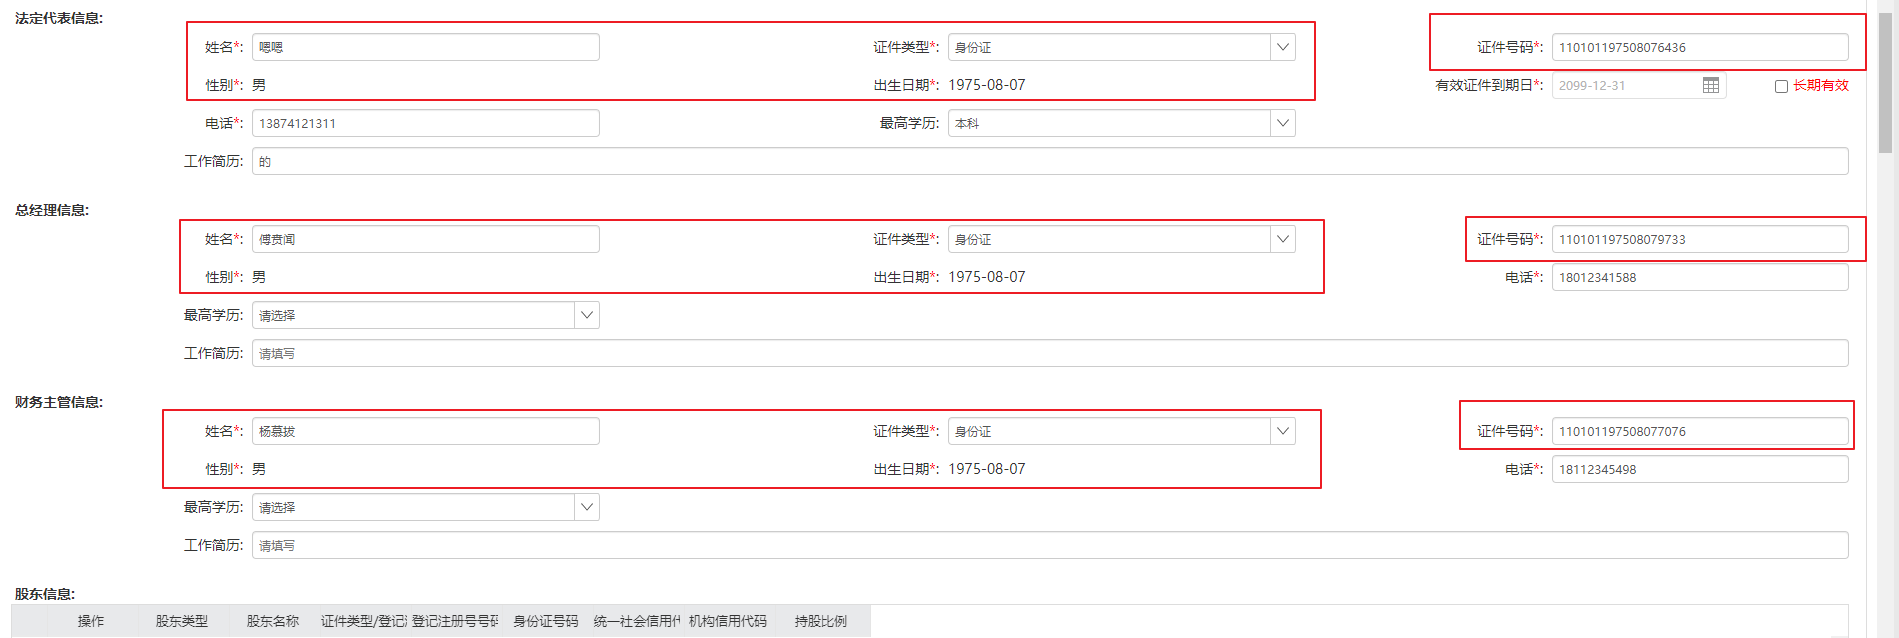 法定代表信息:
姓名*: 嗯嗯 证件类型*: 身份证 证件号码*: 110101197508076436
性别*: 男 出生日期*: 1975-08-07 有效证件到期日*: 2099-12-31 长期有效
电话*: 13874121311 最高学历: 本科
工作简历: 的
总经理信息:
姓名*: 傅贲闻 证件类型*: 身份证 证件号码*: 110101197508079733
性别*: 男 出生日期*: 1975-08-07 电话*: 18012341588
最高学历: 请选择
工作简历: 请填写
财务主管信息:
姓名*: 杨慕拔 证件类型*: 身份证 证件号码*: 110101197508077076
性别*: 男 出生日期*: 1975-08-07 电话*: 18112345498
最高学历: 请选择
工作简历: 请填写
股东信息:
操作 股东类型 股东名称 证件类型/登记 登记注册号号码 身份证号码 统一社会信用 机构信用代码 持股比例